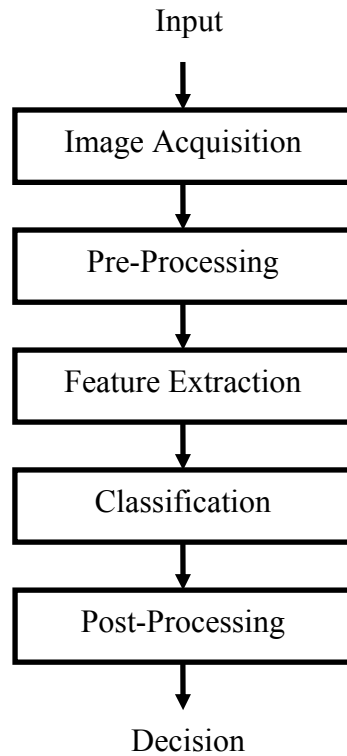 Input
Image Acquisition
Pre-Processing
Feature Extraction
Classification
Post-Processing
Decision